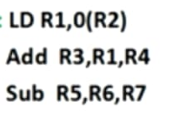 : LD R1,0(R2)
Add R3,R1,R4
Sub R5,R6,R7